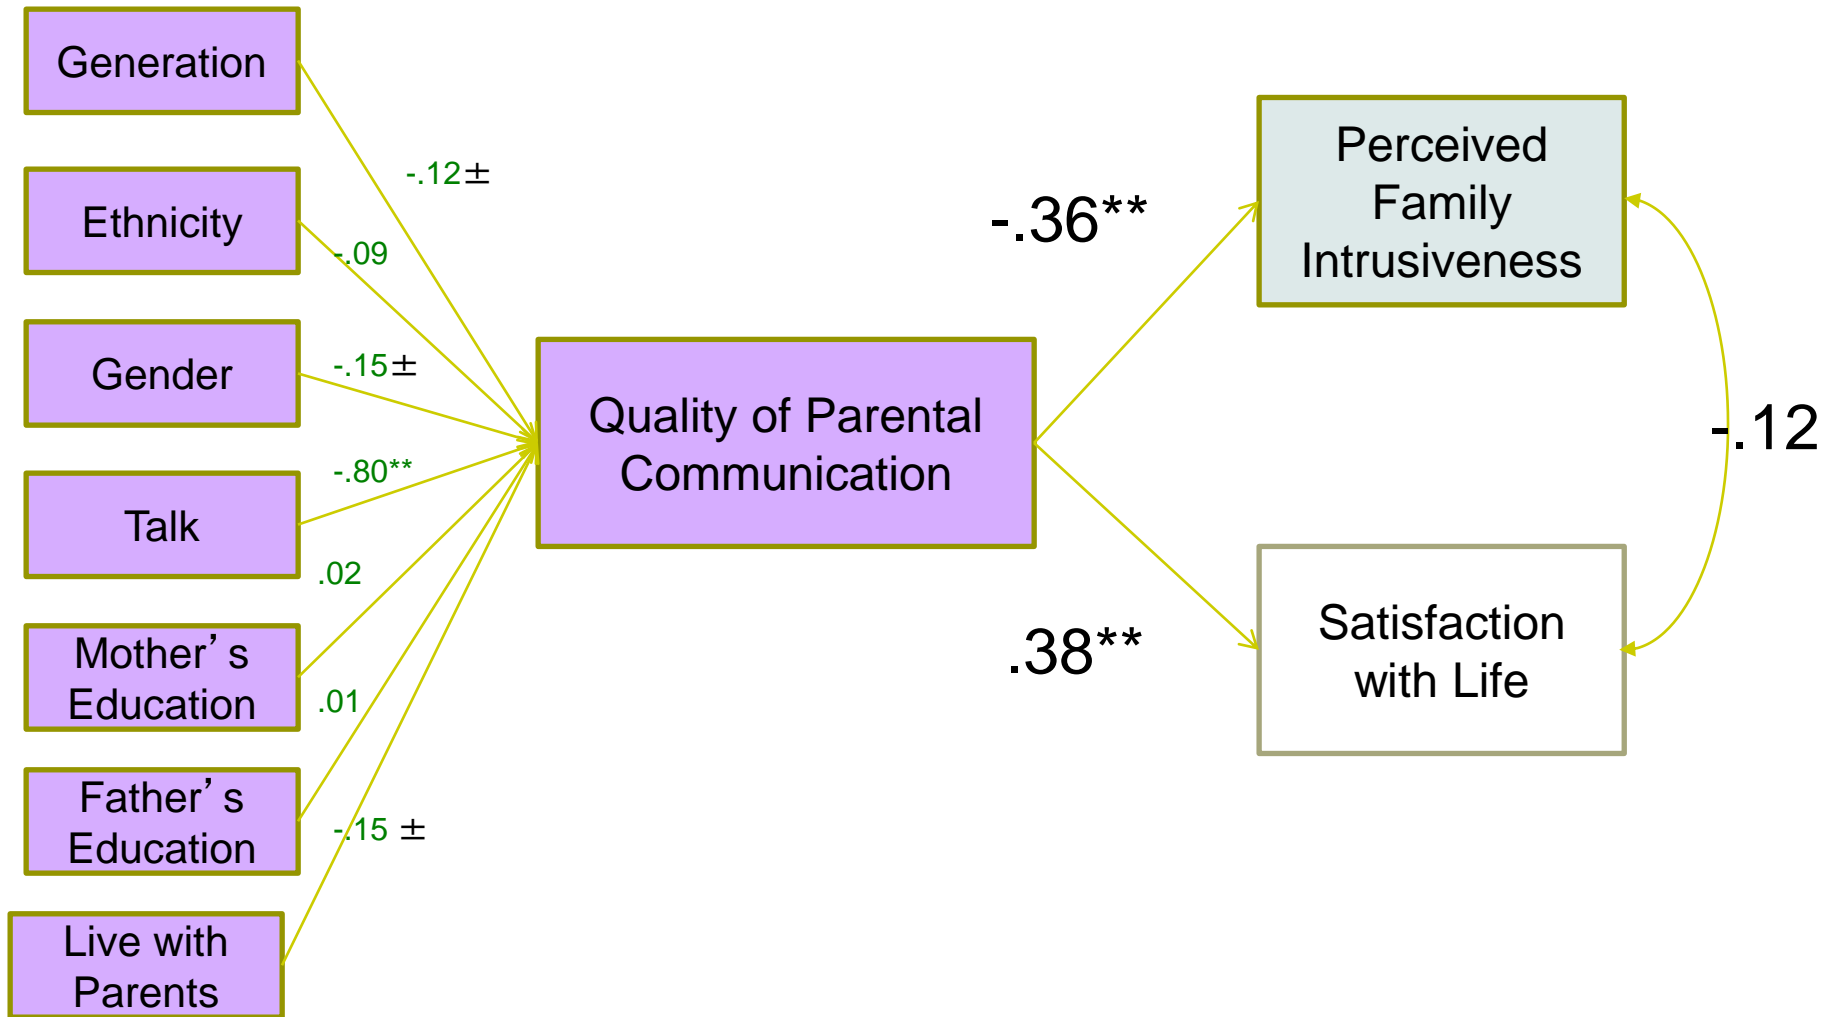 Generation
-.12±
Ethnicity
-.09
Gender
-.15±
Talk
-.80**
.02
Mother’s
Education
.01
Father’s
Education
-.15 ±
Live with
Parents
Quality of Parental
Communication
-.36**
.38**
Perceived
Family
Intrusiveness
Satisfaction
with Life
-.12